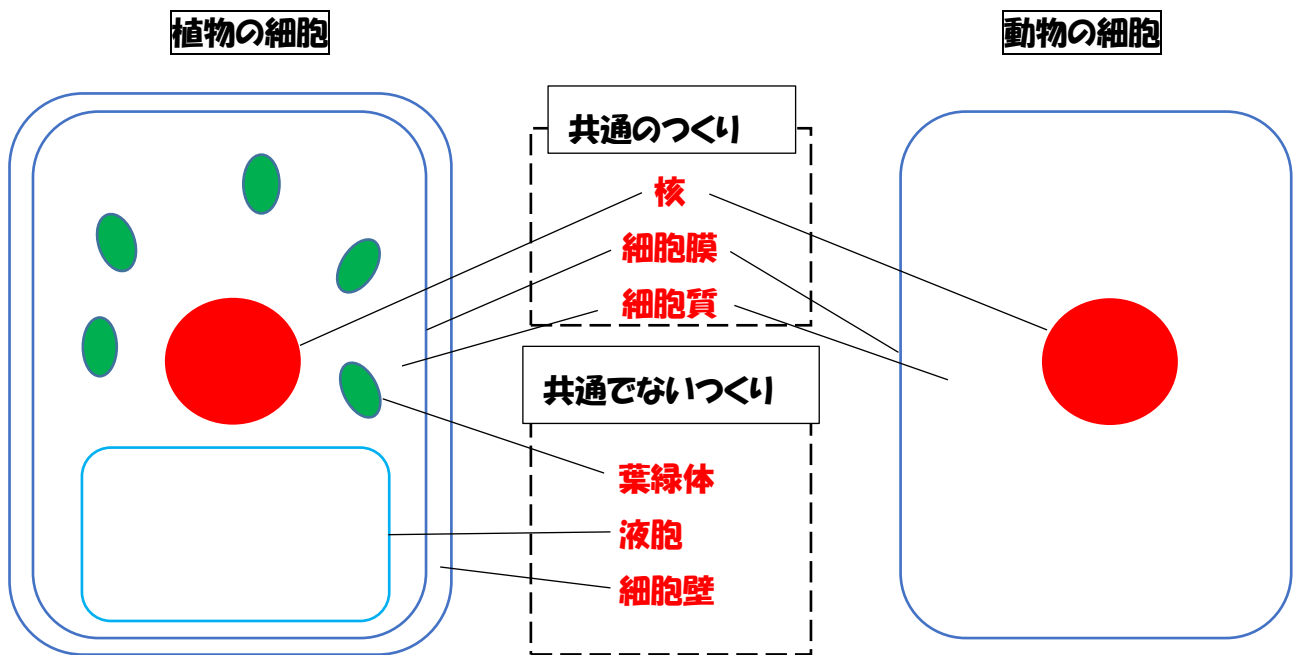 植物の細胞
動物の細胞
共通のつくり
核
細胞膜
細胞質
共通でないつくり
葉緑体
液胞
細胞壁